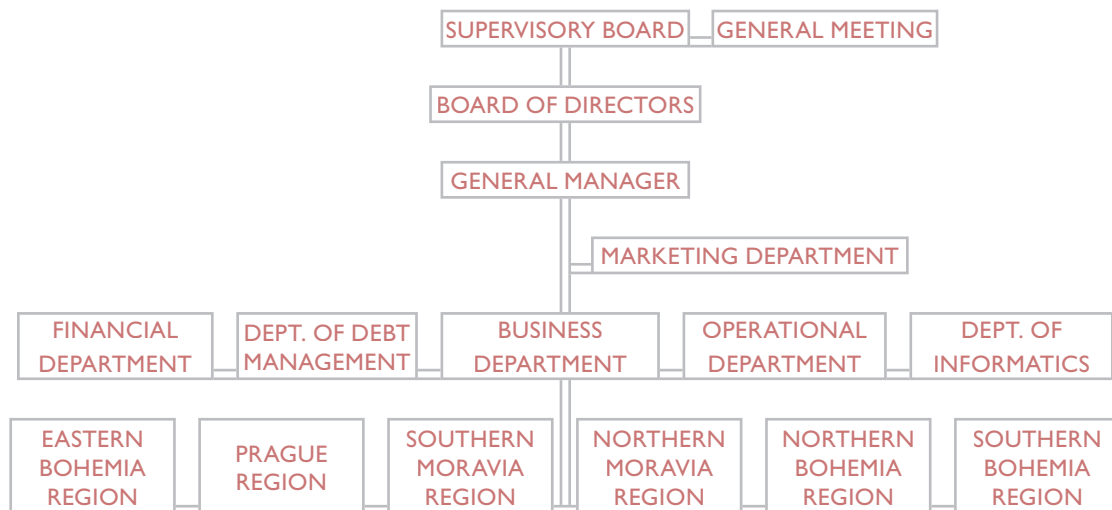 SUPERVISORY BOARD
GENERAL MEETING
BOARD OF DIRECTORS
GENERAL MANAGER
MARKETING DEPARTMENT
FINANCIAL
DEPARTMENT
DEPT. OF DEBT
MANAGEMENT
BUSINESS
DEPARTMENT
OPERATIONAL
DEPARTMENT
DEPT. OF
INFORMATICS
EASTERN
BOHEMIA
REGION
PRAGUE
REGION
SOUTHERN
MORAVIA
REGION
NORTHERN
MORAVIA
REGION
NORTHERN
BOHEMIA
REGION
SOUTHERN
BOHEMIA
REGION